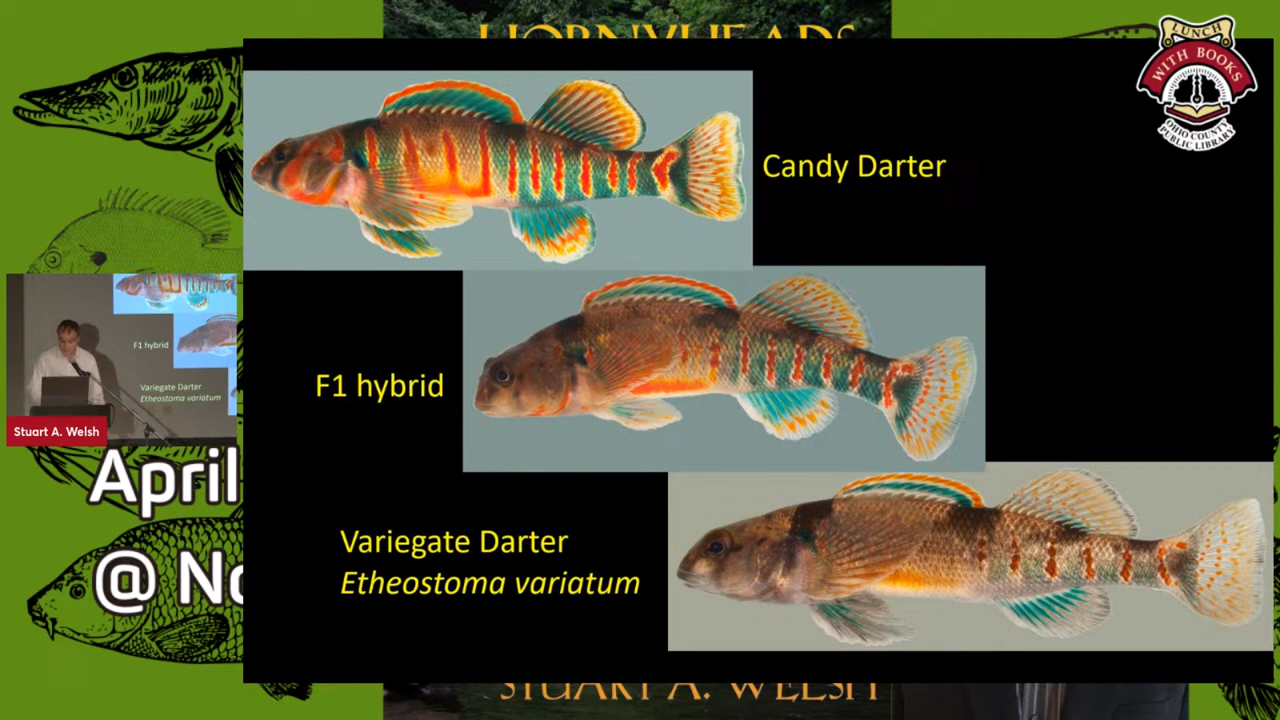 HORNYHEADS
LUNCH
WITH BOOKS
OHIO COUNTY
PUBLIC LIBRARY
Candy Darter
F1 hybrid
Variegate Darter
Etheostoma variatum
F1 hybrid
Variegate Darter
Etheostoma variatum
Stuart A. Welsh
April
@ No
STUART A. WELSH